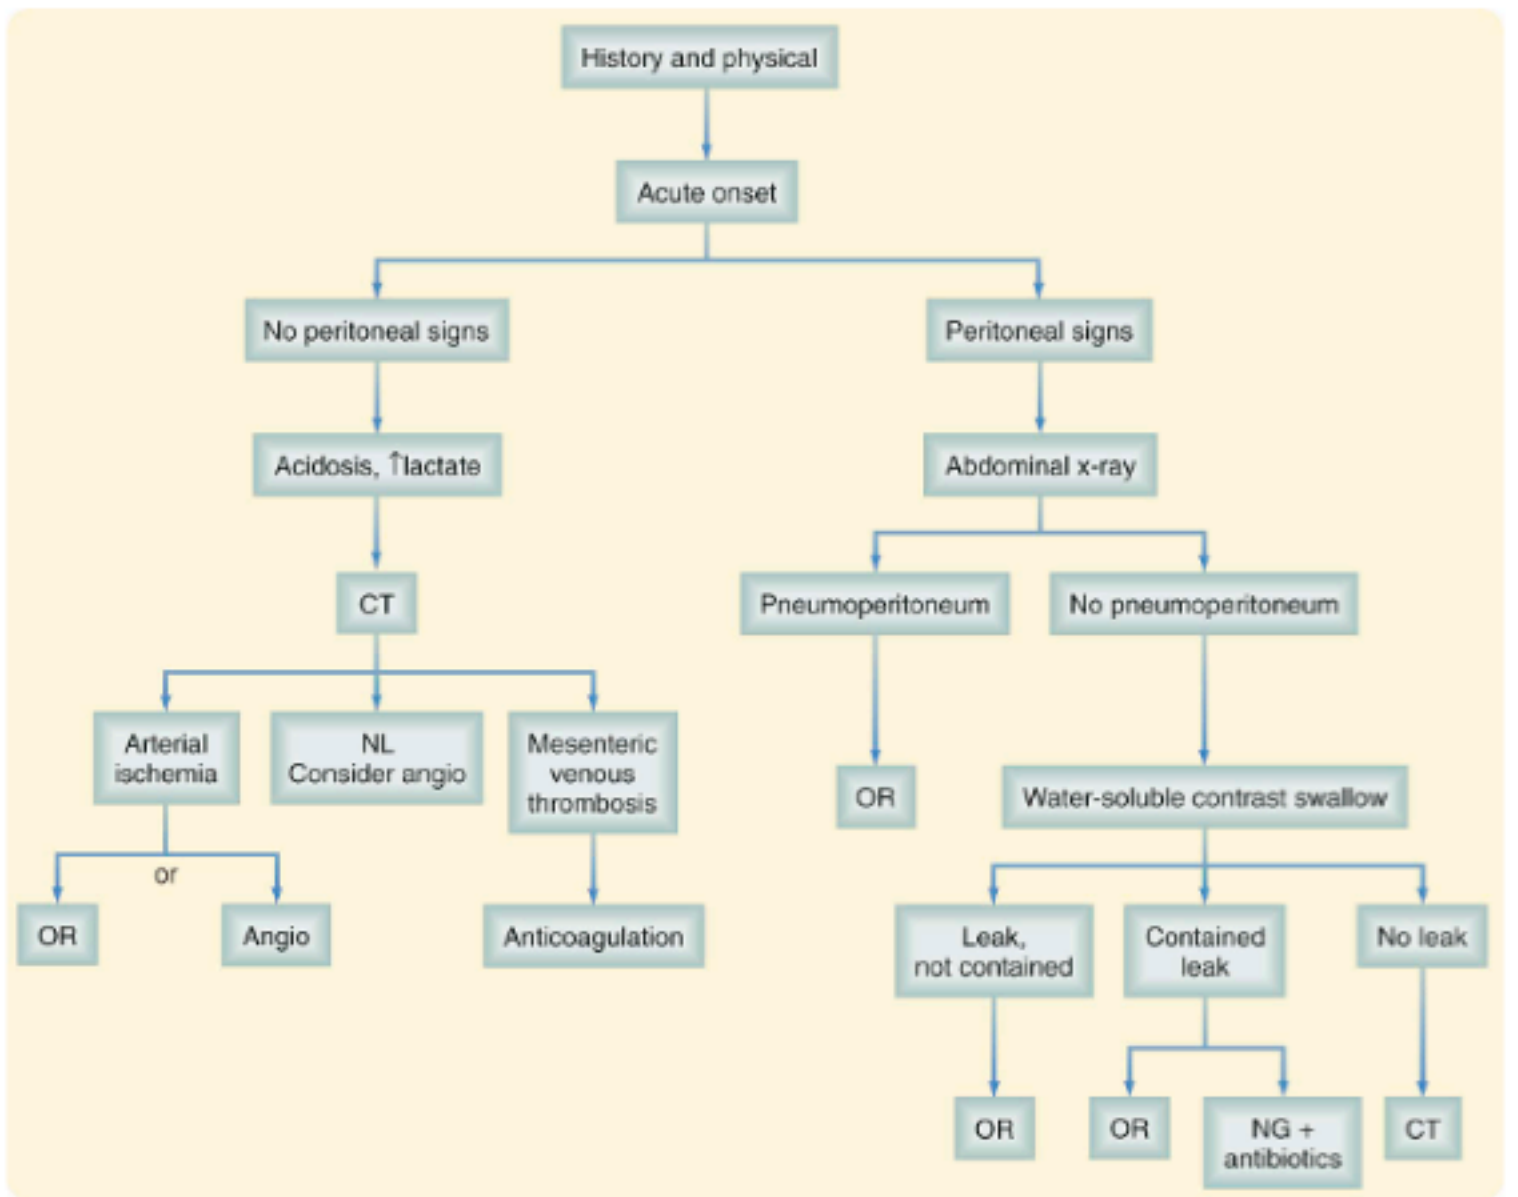 History and physical
Acute onset
No peritoneal signs
Peritoneal signs
Acidosis, ↑lactate
Abdominal x-ray
CT
Pneumoperitoneum
No pneumoperitoneum
Arterial
ischemia
NL
Consider angio
Mesenteric
venous
thrombosis
OR
Water-soluble contrast swallow
or
OR
Angio
Anticoagulation
Leak,
not contained
Contained
leak
No leak
OR
OR
NG +
antibiotics
CT